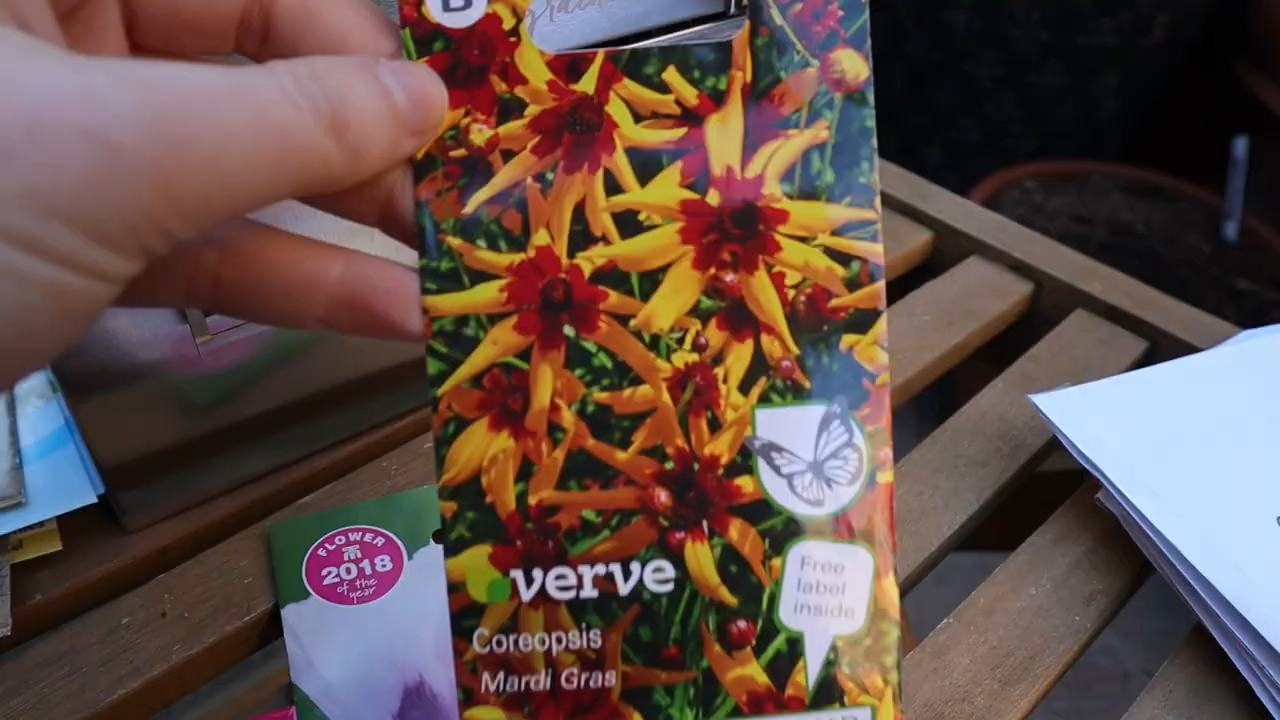 B
FLOWER
2018
of the
year
verve
Coreopsis
Mardi Gras
Free
label
inside